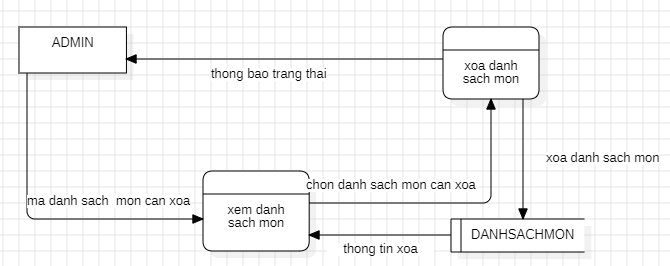 ADMIN
xoa danh
sach mon
thong bao trang thai
xoa danh sach mon
chon danh sach mon can xoa
ma danh sach  mon can xoa
xem danh
sach mon
DANHSACHMON
thong tin xoa